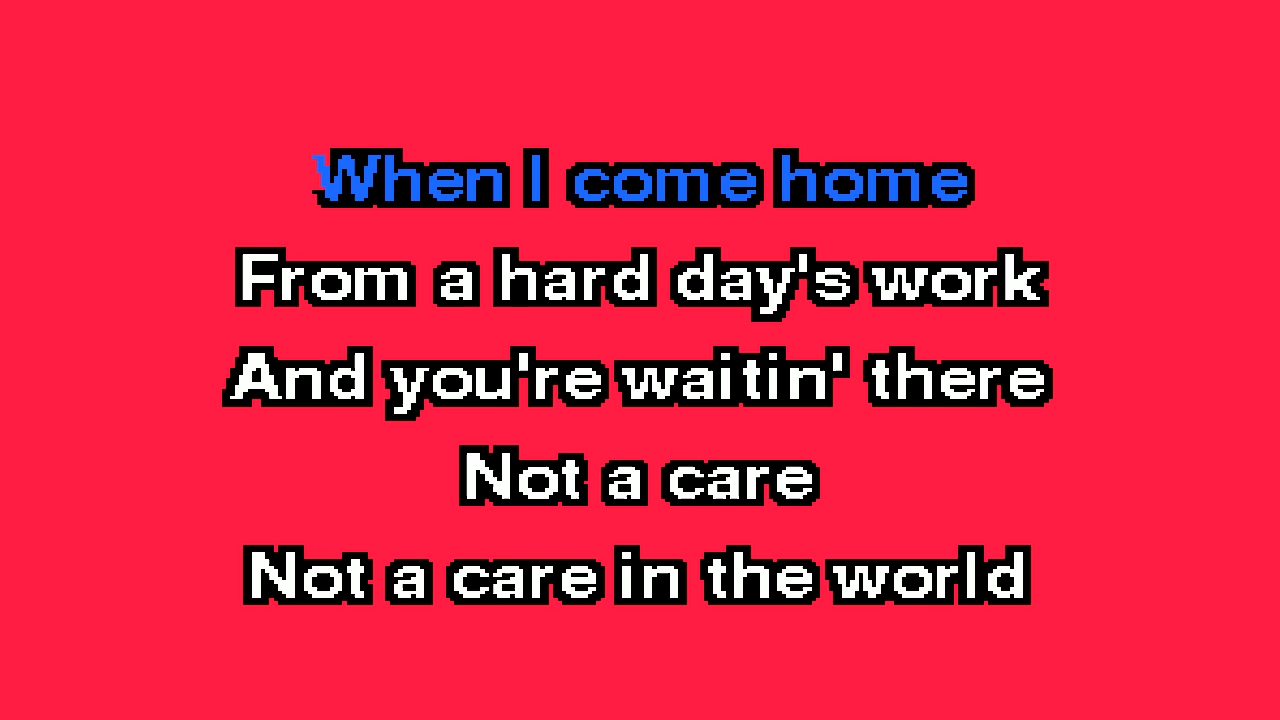 When I come home
From a hard day's work
And you're waitin' there
Not a care
Not a care in the world